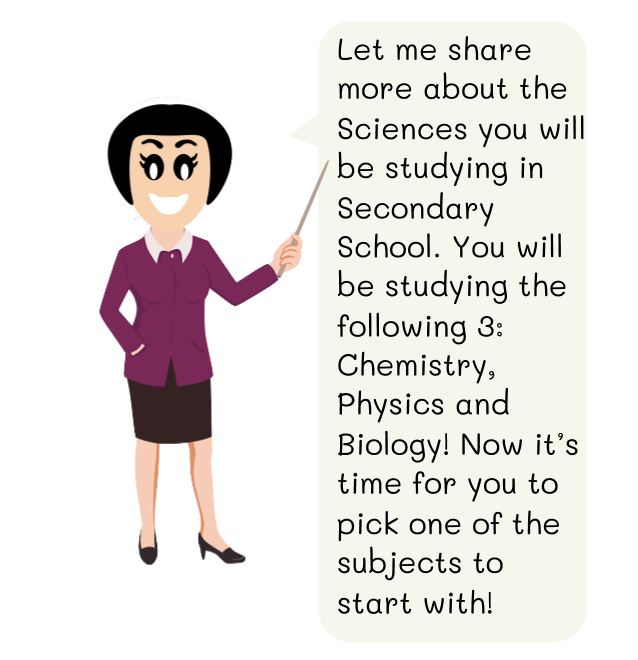 Let me share
more about the
Sciences you will
be studying in
Secondary
School. You will
be studying the
following 3:
Chemistry,
Physics and
Biology! Now it's
time for you to
pick one of the
subjects to
start with!